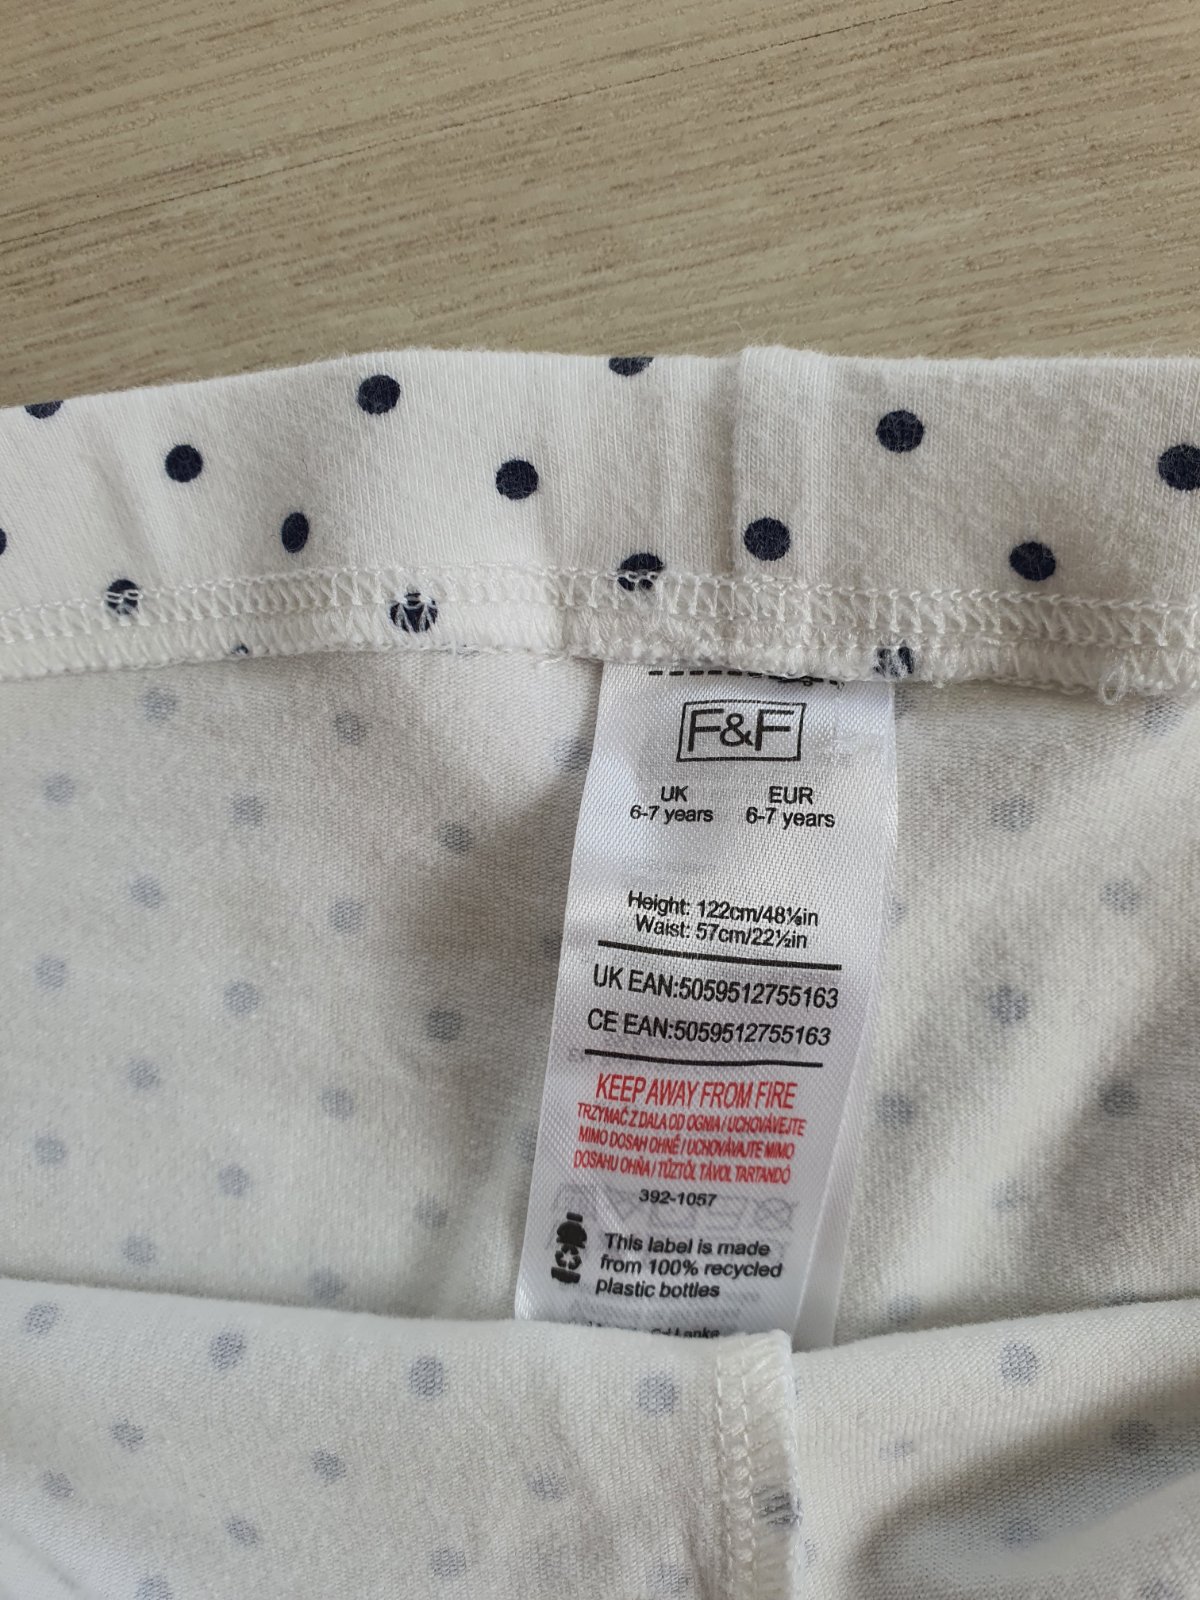 F&F
UK EUR
6-7 years 6-7 years
Height: 122cm/48⅛in
Waist: 57cm/22½in
UK EAN:5059512755163
CE EAN:5059512755163
KEEP AWAY FROM FIRE
TRZYMAĆ Z DALA OD OGNIA / UCHOVÁVEJTE
MIMO DOSAH OHNĚ / UCHOVÁVAJTE MIMO
DOSAHU OHŇA / TŰZTŐL TÁVOL TARTANDÓ
392-1057
This label is made
from 100% recycled
plastic bottles
Lanka